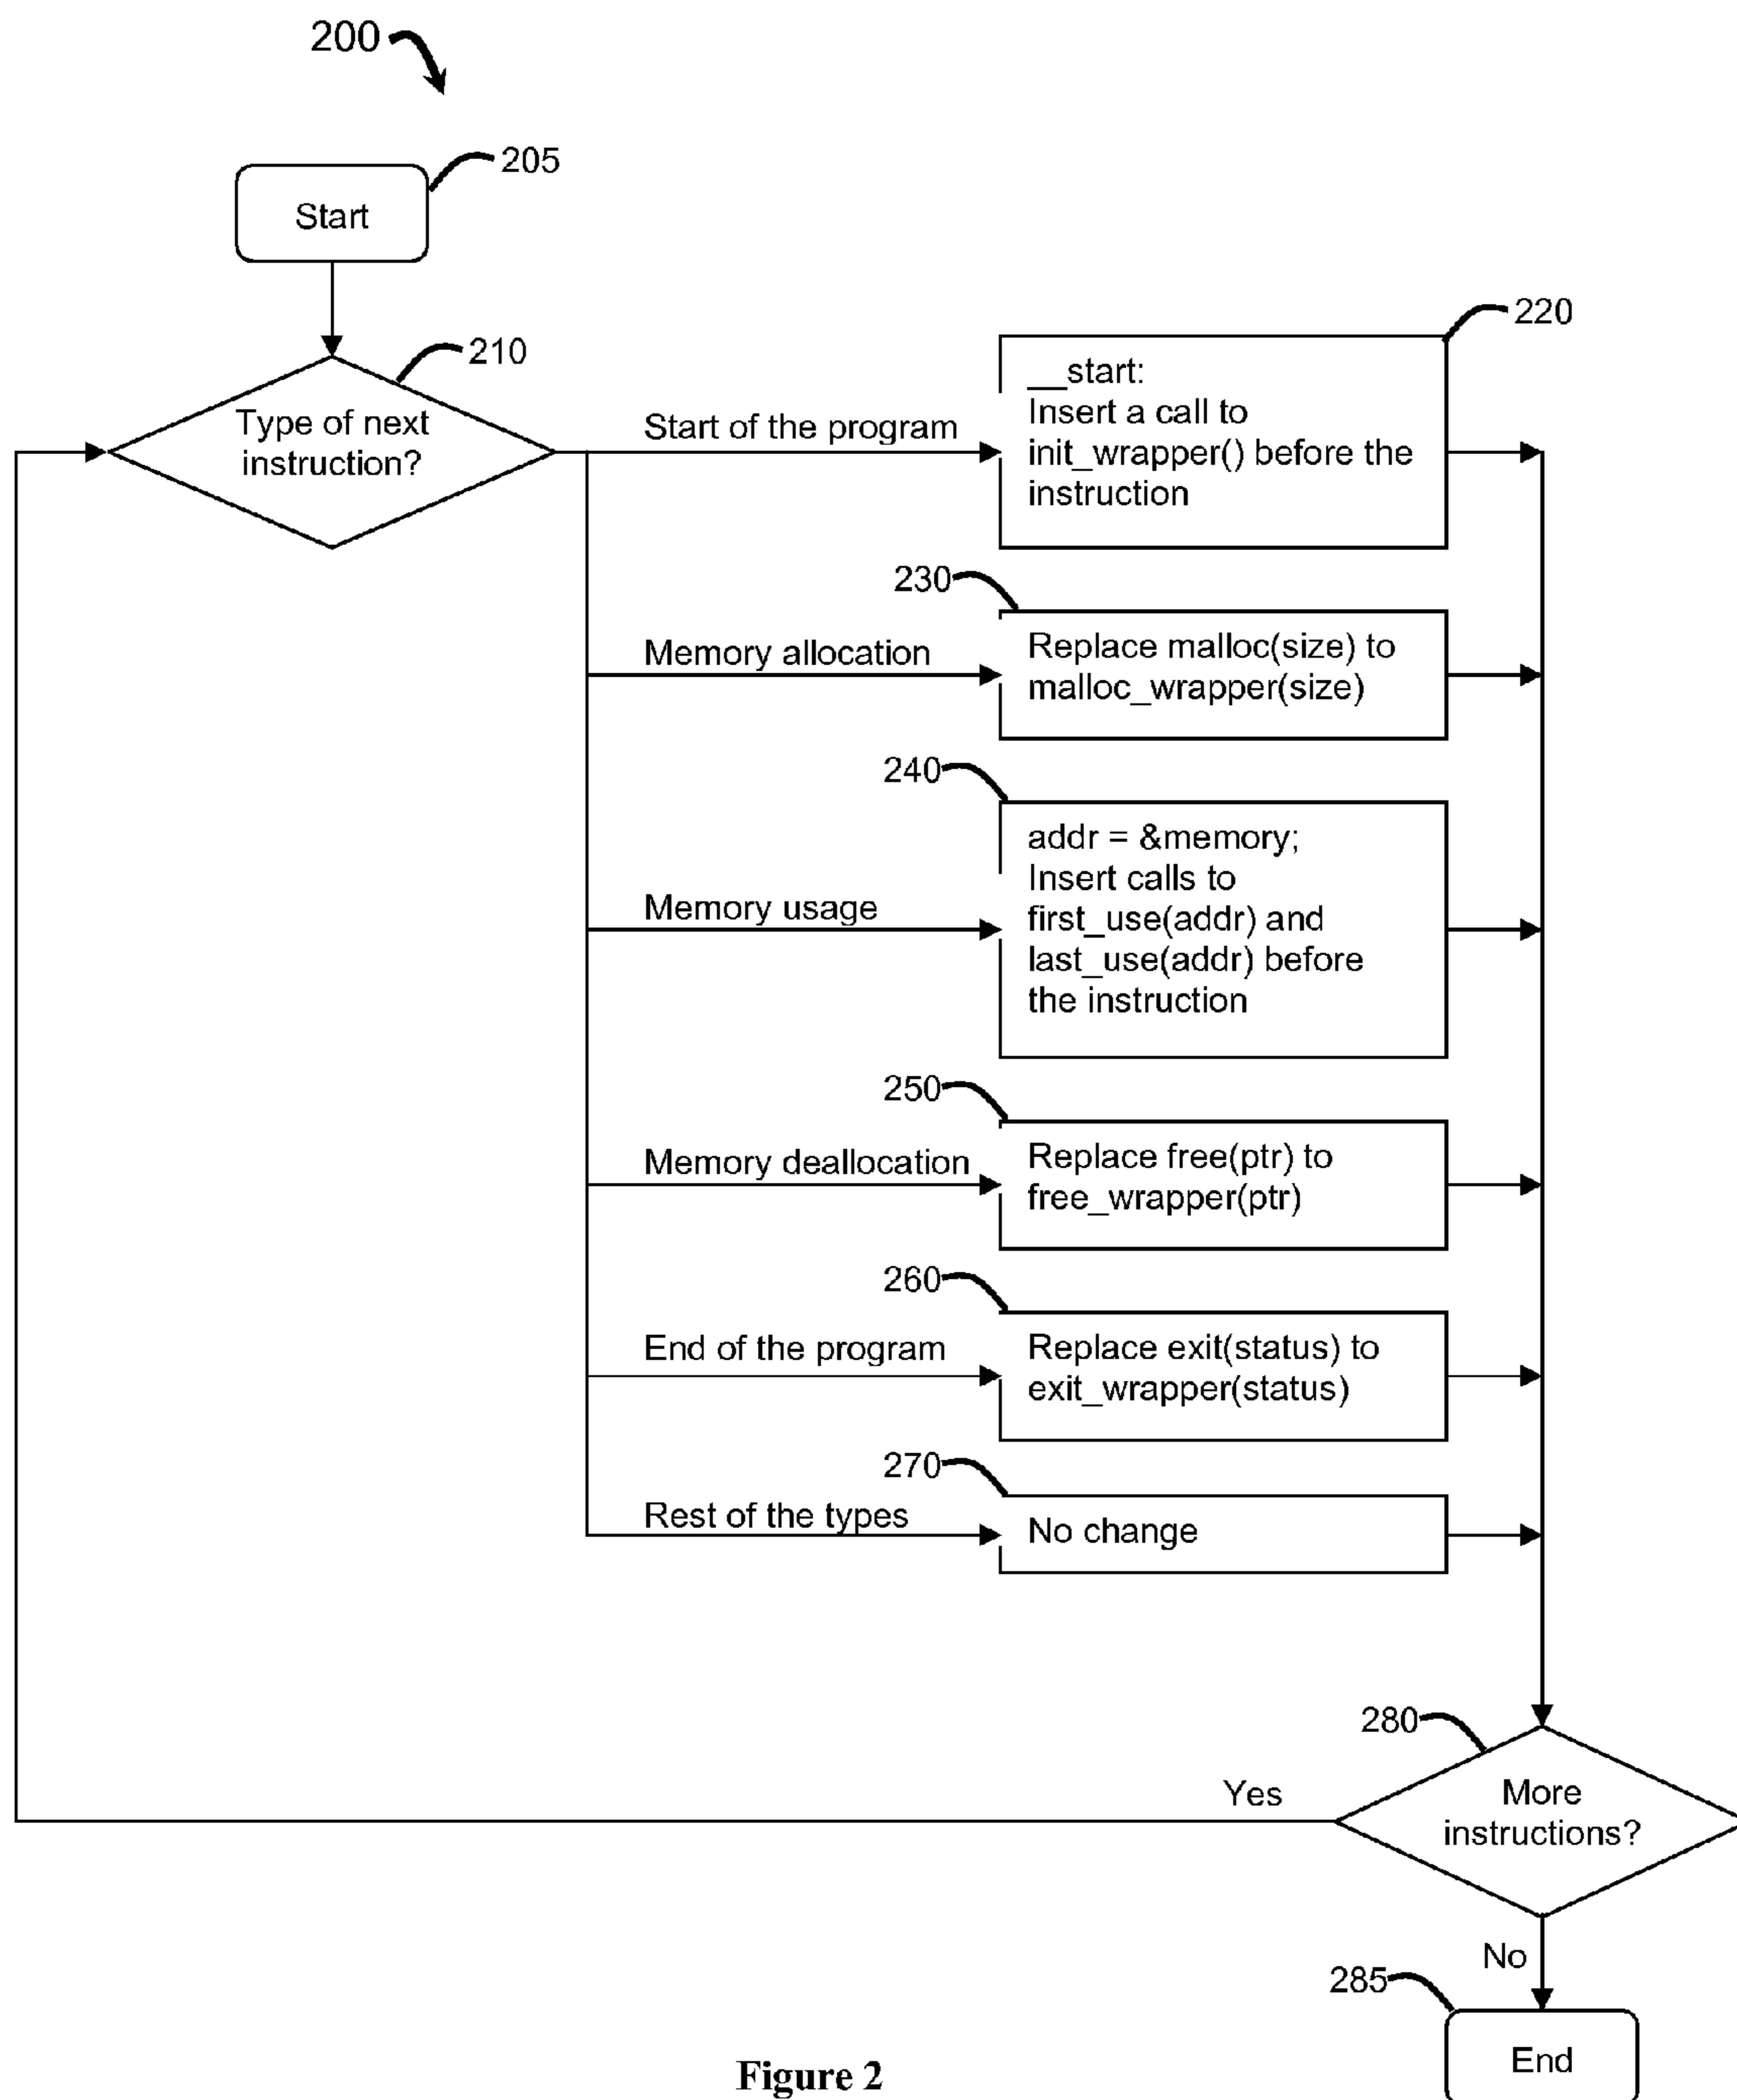 200
205
Start
210
Type of next
instruction?
Start of the program
220
__start:
Insert a call to
init_wrapper() before the
instruction
230
Memory allocation
Replace malloc(size) to
malloc_wrapper(size)
240
Memory usage
addr = &memory;
Insert calls to
first_use(addr) and
last_use(addr) before
the instruction
250
Memory deallocation
Replace free(ptr) to
free_wrapper(ptr)
260
End of the program
Replace exit(status) to
exit_wrapper(status)
270
Rest of the types
No change
280
More
instructions?
Yes
No
285
End
Figure 2